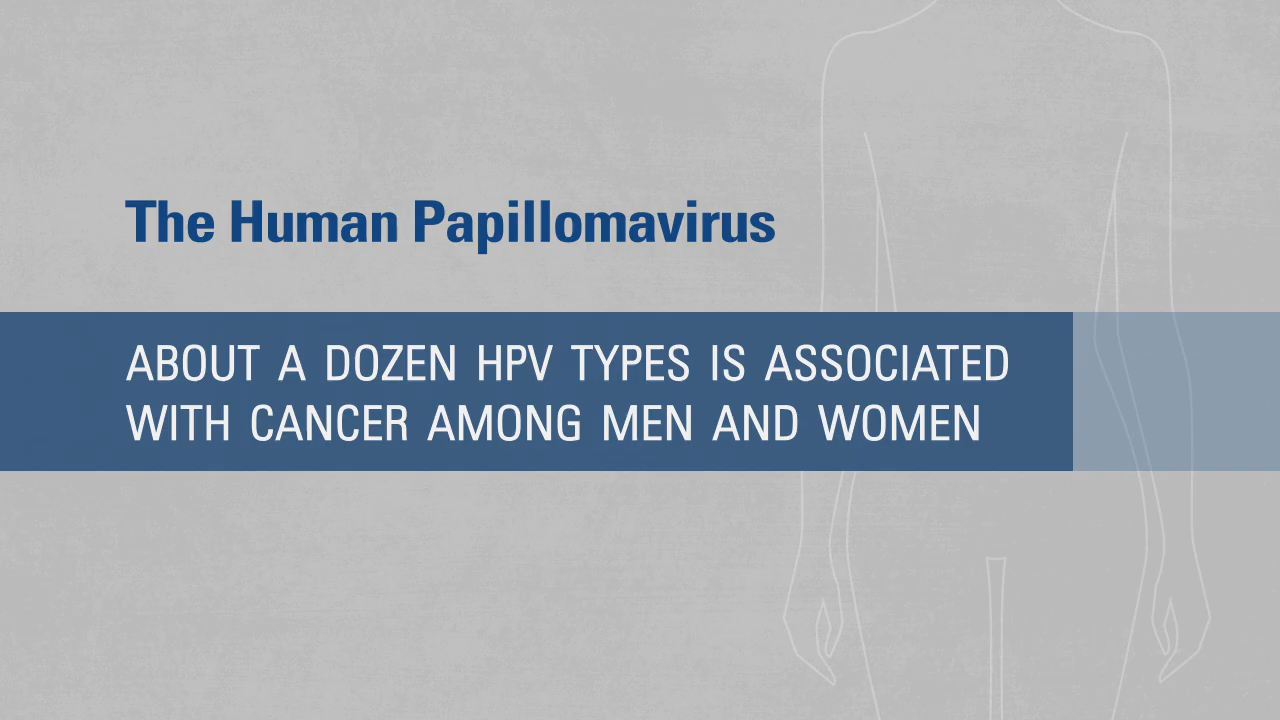 The Human Papillomavirus
ABOUT A DOZEN HPV TYPES IS ASSOCIATED
WITH CANCER AMONG MEN AND WOMEN